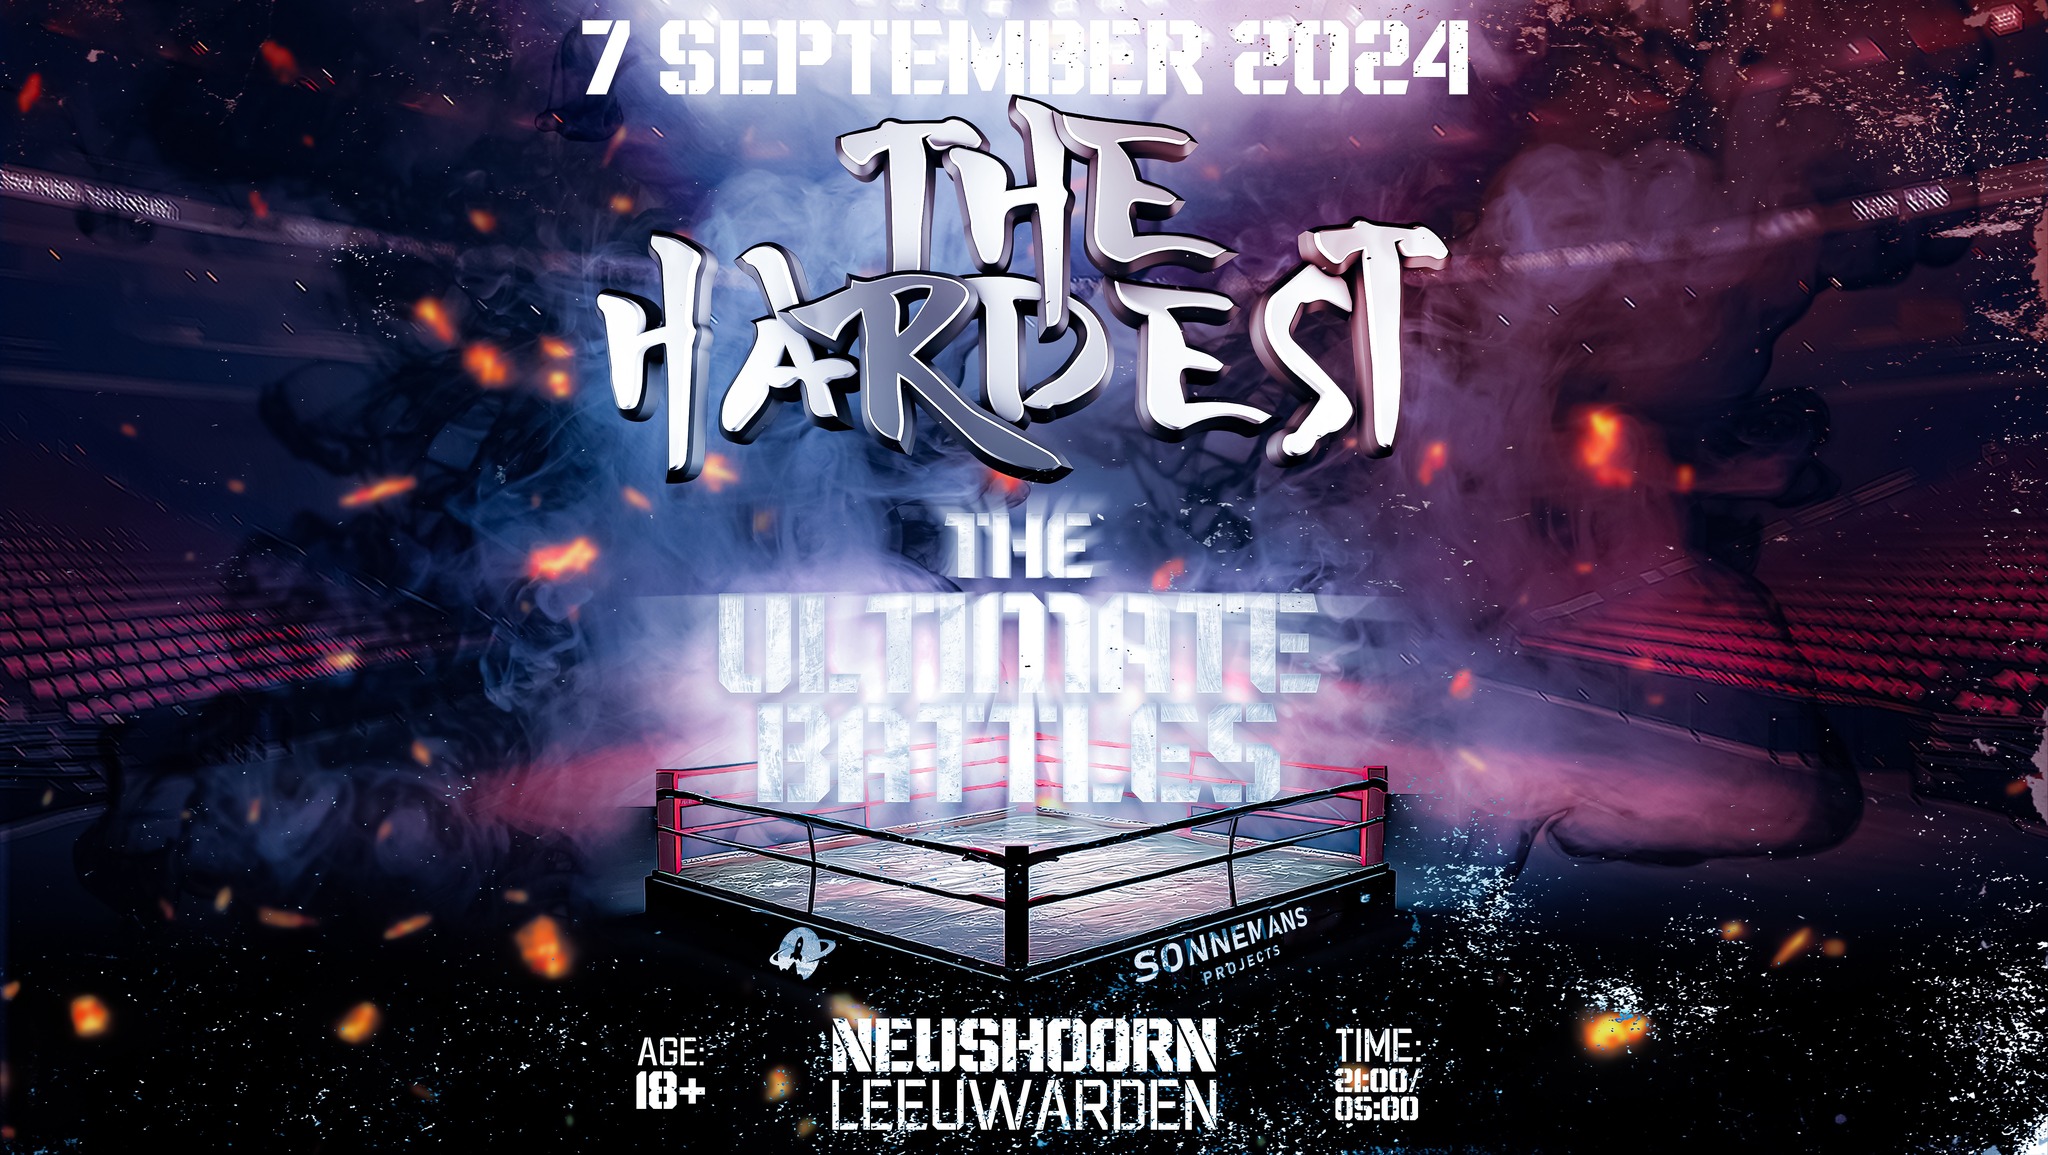 7 SEPTEMBER 2024
THE
HARDEST
THE
ULTIMATE
BATTLES
SONNEMANS
PROJECTS
AGE:
18+
NEUSHOORN
LEEUWARDEN
TIME:
21:00/
05:00